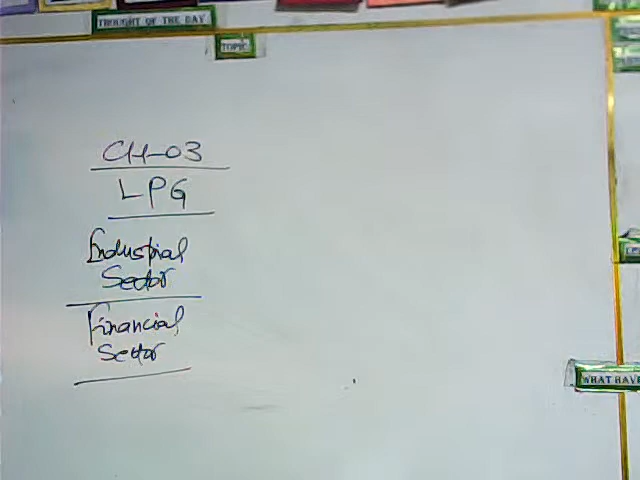 THOUGHT OF THE DAY
TOPIC
CH-03
LPG
Industrial
Sector
Financial
Sector
WHAT HAVE